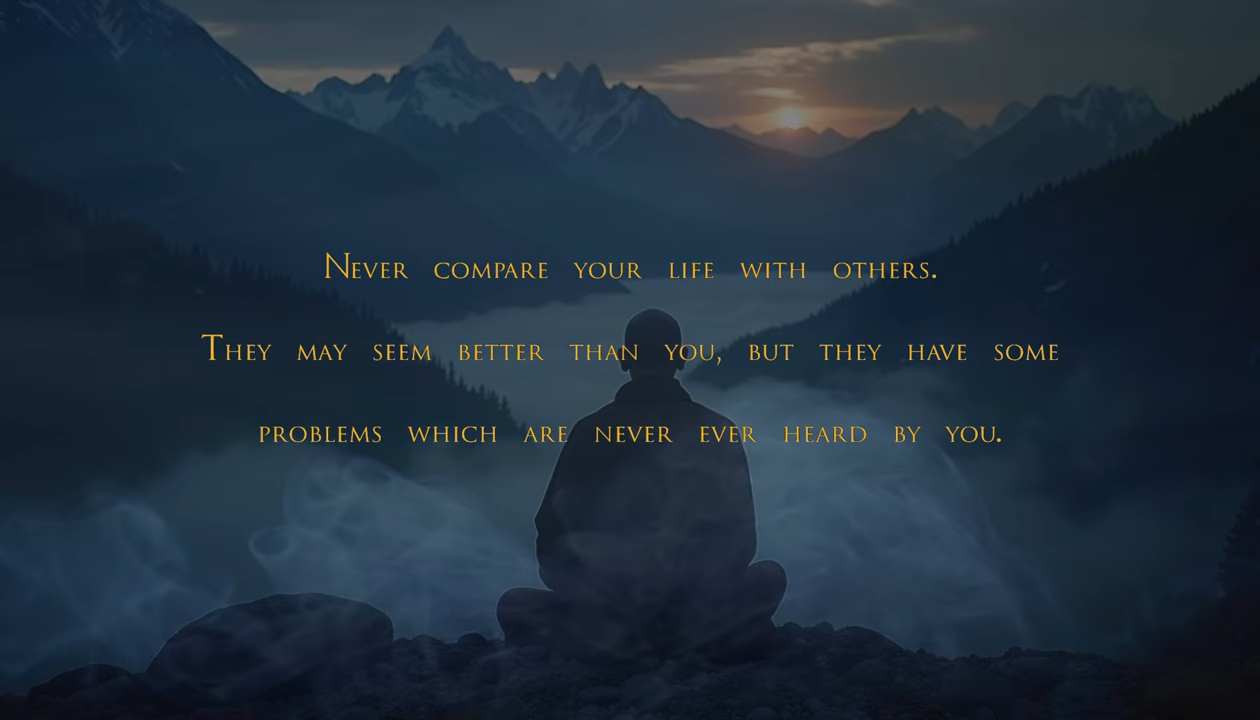 Never compare your life with others.
They may seem better than you, but they have some
problems which are never ever heard by you.